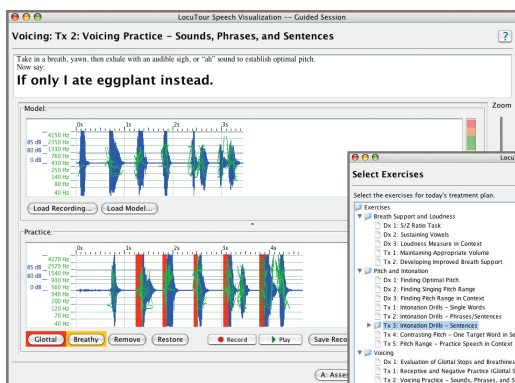 LocuTour Speech Visualization -- Guided Session
Voicing: Tx 2: Voicing Practice – Sounds, Phrases, and Sentences
?
Take in a breath, yawn, then exhale with an audible sigh, or “ah” sound to establish optimal pitch.
Now say:
If only I ate eggplant instead.
Model:
Zoom
0s 1s 2s 3s
4150 Hz
85 dB 2350 Hz
80 dB 1330 Hz
760 Hz
0 dB 430 Hz
250 Hz
140 Hz
80 Hz
40 Hz
Load Recording... Load Model...
Practice:
0s 1s 2s 3s 4s
4270 Hz
85 dB 2570 Hz
80 dB 1540 Hz
930 Hz
0 dB 560 Hz
340 Hz
200 Hz
120 Hz
70 Hz
40 Hz
Glottal Breathy Remove Restore Record Play Save Reco
A: Asse
Locu
Select Exercises
Select the exercises for today's treatment plan.
Exercises
Breath Support and Loudness
Dx 1: S/Z Ratio Task
Dx 2: Sustaining Vowels
Dx 3: Loudness Measure in Context
Tx 1: Maintaining Appropriate Volume
Tx 2: Developing Improved Breath Support
Pitch and Intonation
Dx 1: Finding Optimal Pitch
Dx 2: Finding Singing Pitch Range
Dx 3: Finding Pitch Range in Context
Tx 1: Intonation Drills – Single Words
Tx 2: Intonation Drills – Phrases/Sentences
Tx 3: Intonation Drills – Sentences
Tx 4: Contrasting Pitch – One Target Word in Se
Tx 5: Pitch Range – Practice Speech in Context
Voicing
Dx 1: Evaluation of Glottal Stops and Breathines
Tx 1: Receptive and Negative Practice (Glottal S
Tx 2: Voicing Practice – Sounds, Phrases, and S